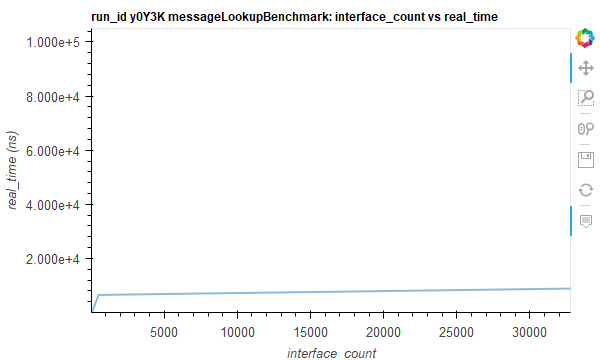 run_id y0Y3K messageLookupBenchmark: interface_count vs real_time
1.000e+5
8.000e+4
6.000e+4
4.000e+4
2.000e+4
real_time (ns)
5000 10000 15000 20000 25000 30000
interface_count